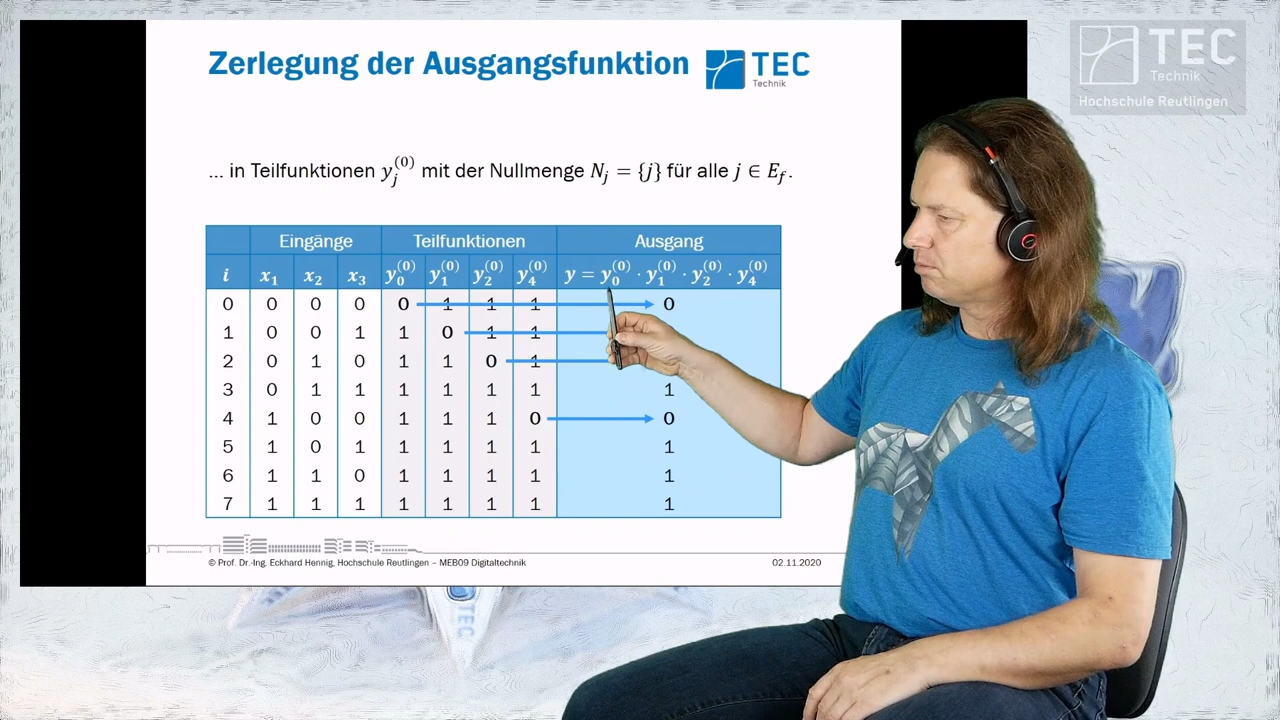 Zerlegung der Ausgangsfunktion
TEC
Technik
TEC
Technik
Hochschule Reutlingen
... in Teilfunktionen y_j^(0) mit der Nullmenge N_j = {j} für alle j ∈ E_f.
Eingänge Teilfunktionen Ausgang
i x_1 x_2 x_3 y_0^(0) y_1^(0) y_2^(0) y_4^(0) y = y_0^(0) · y_1^(0) · y_2^(0) · y_4^(0)
0 0 0 0 0 1 1 1 0
1 0 0 1 1 0 1 1
2 0 1 0 1 1 0 1
3 0 1 1 1 1 1 1 1
4 1 0 0 1 1 1 0 0
5 1 0 1 1 1 1 1 1
6 1 1 0 1 1 1 1 1
7 1 1 1 1 1 1 1 1
© Prof. Dr.-Ing. Eckhard Hennig, Hochschule Reutlingen – MEB09 Digitaltechnik 02.11.2020
TEC